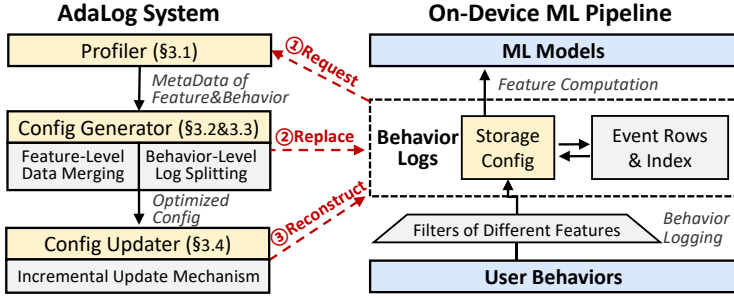 AdaLog System
Profiler (§3.1)
MetaData of
Feature&Behavior
Config Generator (§3.2&3.3)
Feature-Level
Data Merging
Behavior-Level
Log Splitting
Optimized
Config
Config Updater (§3.4)
Incremental Update Mechanism
①Request
②Replace
③Reconstruct
On-Device ML Pipeline
ML Models
Feature Computation
Behavior
Logs
Storage
Config
Event Rows
& Index
Filters of Different Features
Behavior
Logging
User Behaviors